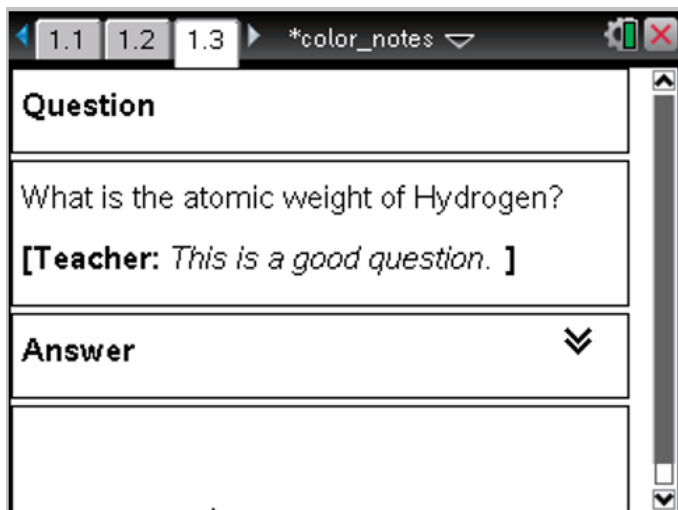 1.1 1.2 1.3 *color_notes
Question
What is the atomic weight of Hydrogen?
[Teacher: This is a good question. ]
Answer